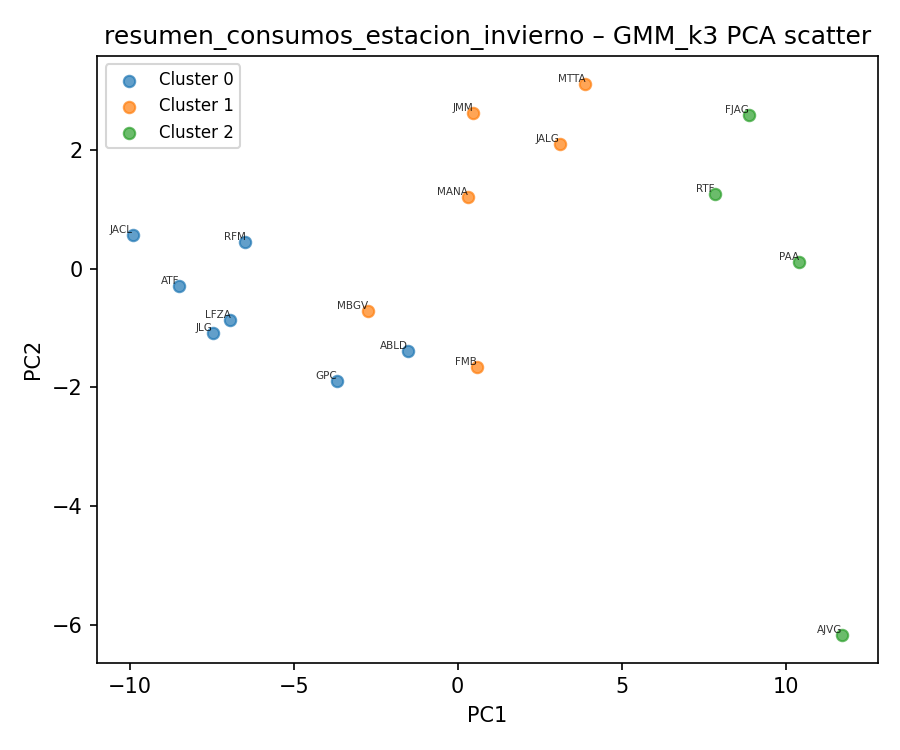 resumen_consumos_estacion_invierno – GMM_k3 PCA scatter
Cluster 0
Cluster 1
Cluster 2
MTTA
JMM
FJAG
JALG
MANA
RTF
JACL
RFM
PAA
ATF
LFZA
JLG
MBGV
ABLD
FMB
GPC
AJVG
2
0
−2
−4
−6
PC2
−10
−5
0
5
10
PC1